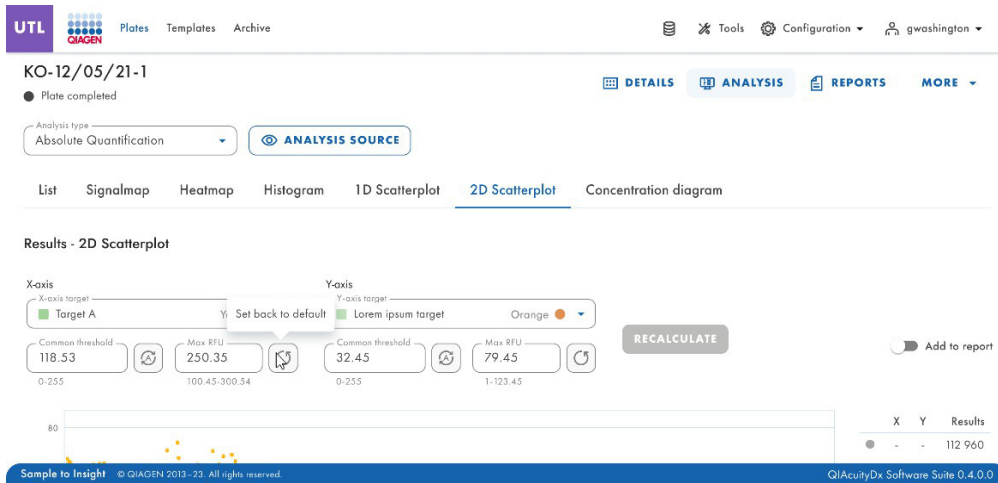 UTL
QIAGEN
Plates Templates Archive
Tools Configuration gwashington
KO-12/05/21-1
Plate completed
DETAILS ANALYSIS REPORTS MORE
Analysis type
Absolute Quantification
ANALYSIS SOURCE
List Signalmap Heatmap Histogram 1D Scatterplot 2D Scatterplot Concentration diagram
Results - 2D Scatterplot
X-axis Y-axis
X-axis target Y-axis target
Target A Set back to default Lorem ipsum target Orange
RECALCULATE
Common threshold Max RFU Common threshold Max RFU
118.53 A 250.35 32.45 A 79.45
Add to report
0-255 100.45-300.54 0-255 1-123.45
80
X Y Results
- - 112 960
Sample to Insight © QIAGEN 2013–23. All rights reserved. QIAcuityDx Software Suite 0.4.0.0